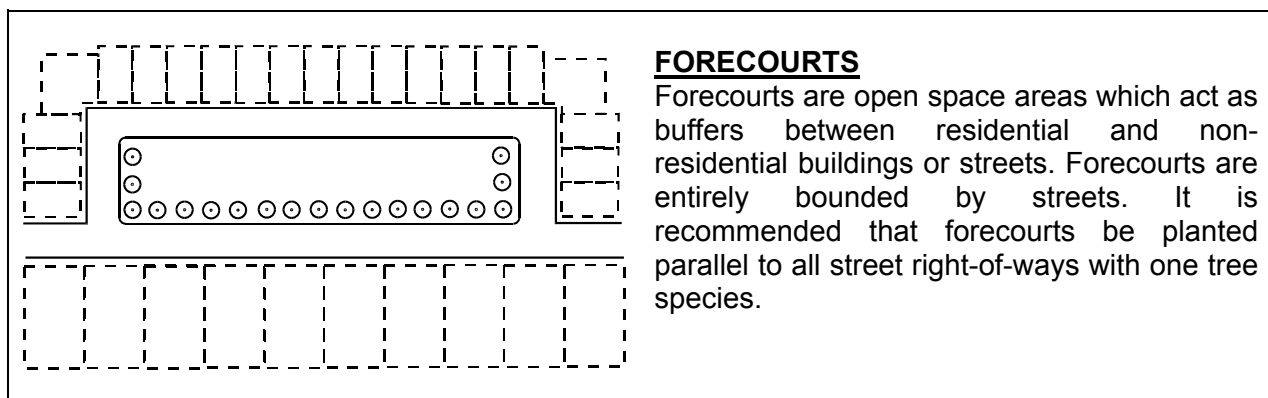 FORECOURTS
Forecourts are open space areas which act as
buffers between residential and non-
residential buildings or streets. Forecourts are
entirely bounded by streets. It is
recommended that forecourts be planted
parallel to all street right-of-ways with one tree
species.